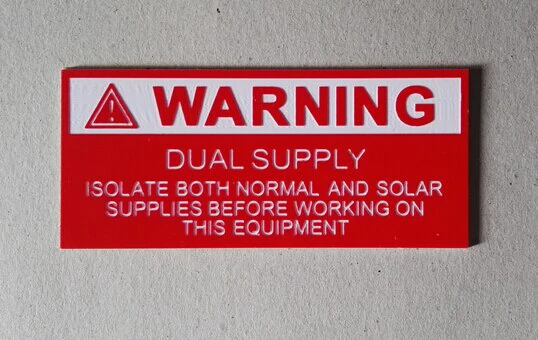 WARNING
DUAL SUPPLY
ISOLATE BOTH NORMAL AND SOLAR
SUPPLIES BEFORE WORKING ON
THIS EQUIPMENT